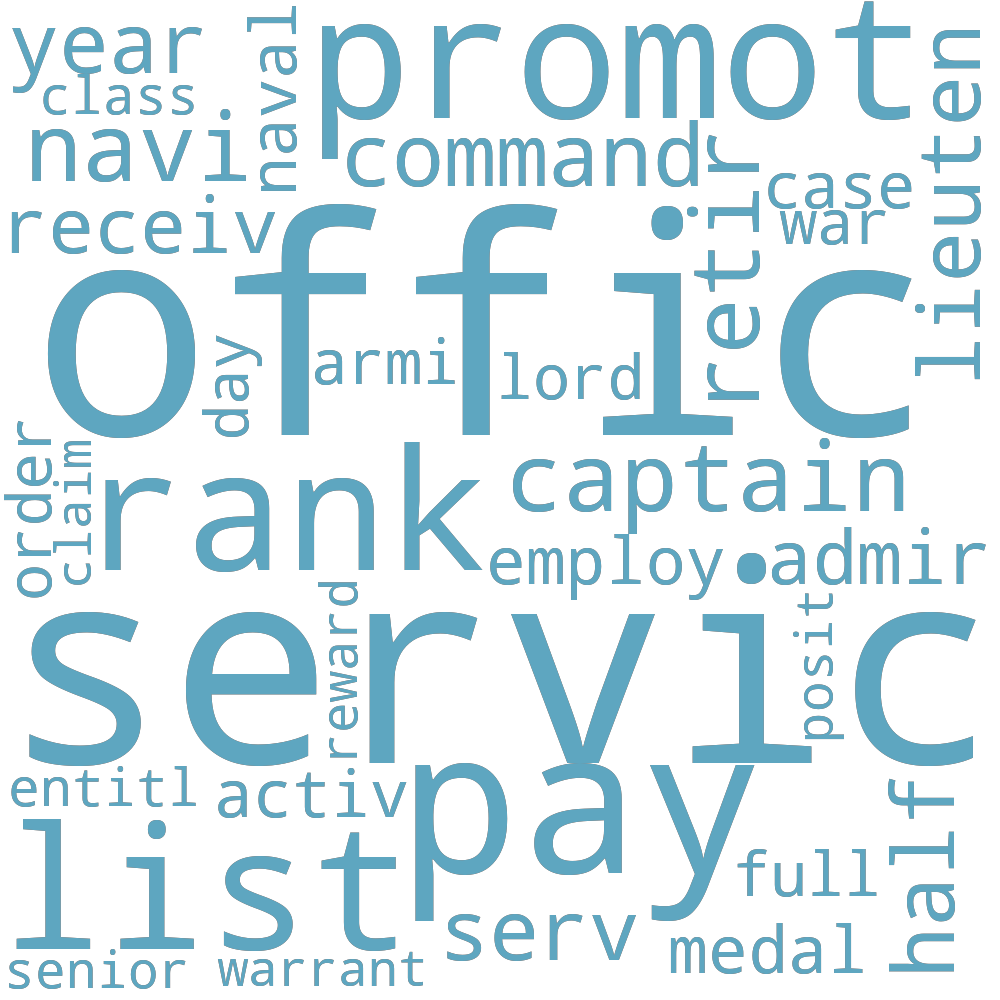 year
naval
promot
lieuten
class
navi
command
retir
case
war
receiv
offic
day
armi
lord
order
claim
rank
captain
employ
admir
servic
reward
posit
entitl
activ
pay
half
list
full
serv
medal
senior
warrant